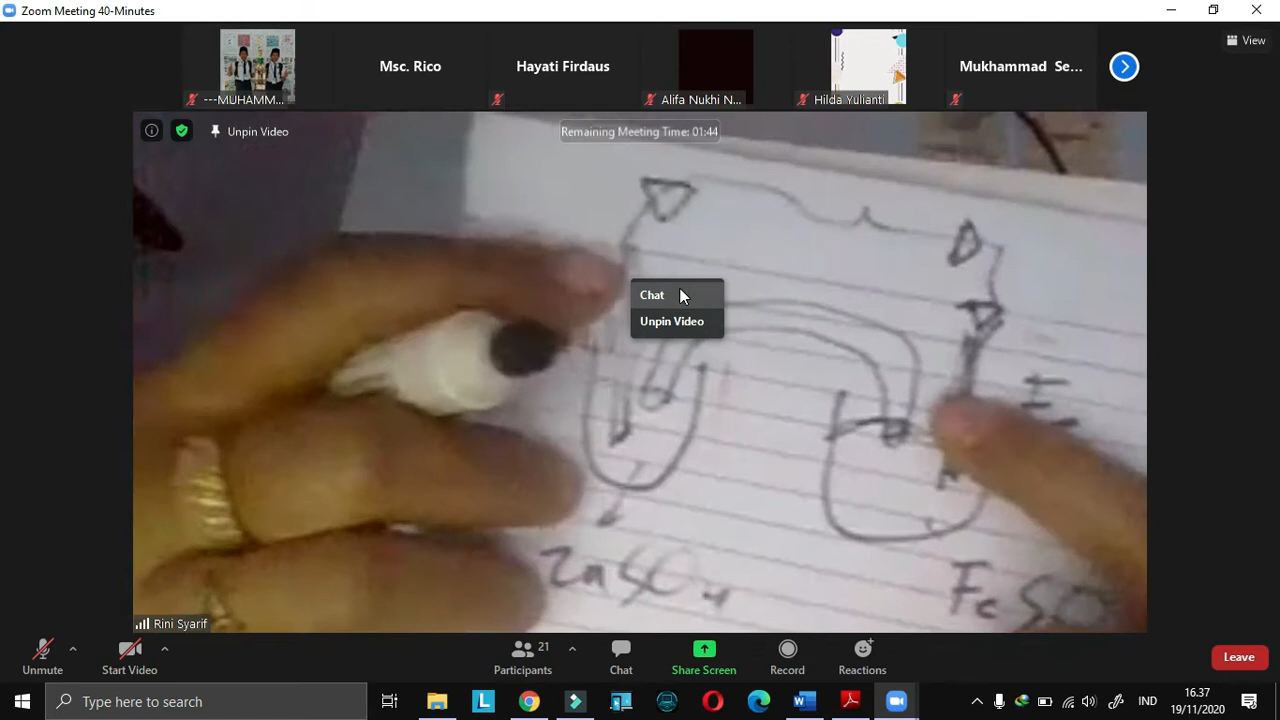 Zoom Meeting 40-Minutes
View
Msc. Rico
Hayati Firdaus
Mukhammad Se...
---MUHAMM...
Alifa Nukhi N...
Hilda Yulianti
Unpin Video
Remaining Meeting Time: 01:44
Chat
Unpin Video
ZnSO4
Fe SO
Rini Syarif
21
Unmute
Start Video
Participants
Chat
Share Screen
Record
Reactions
Leave
Type here to search
IND
16.37
19/11/2020